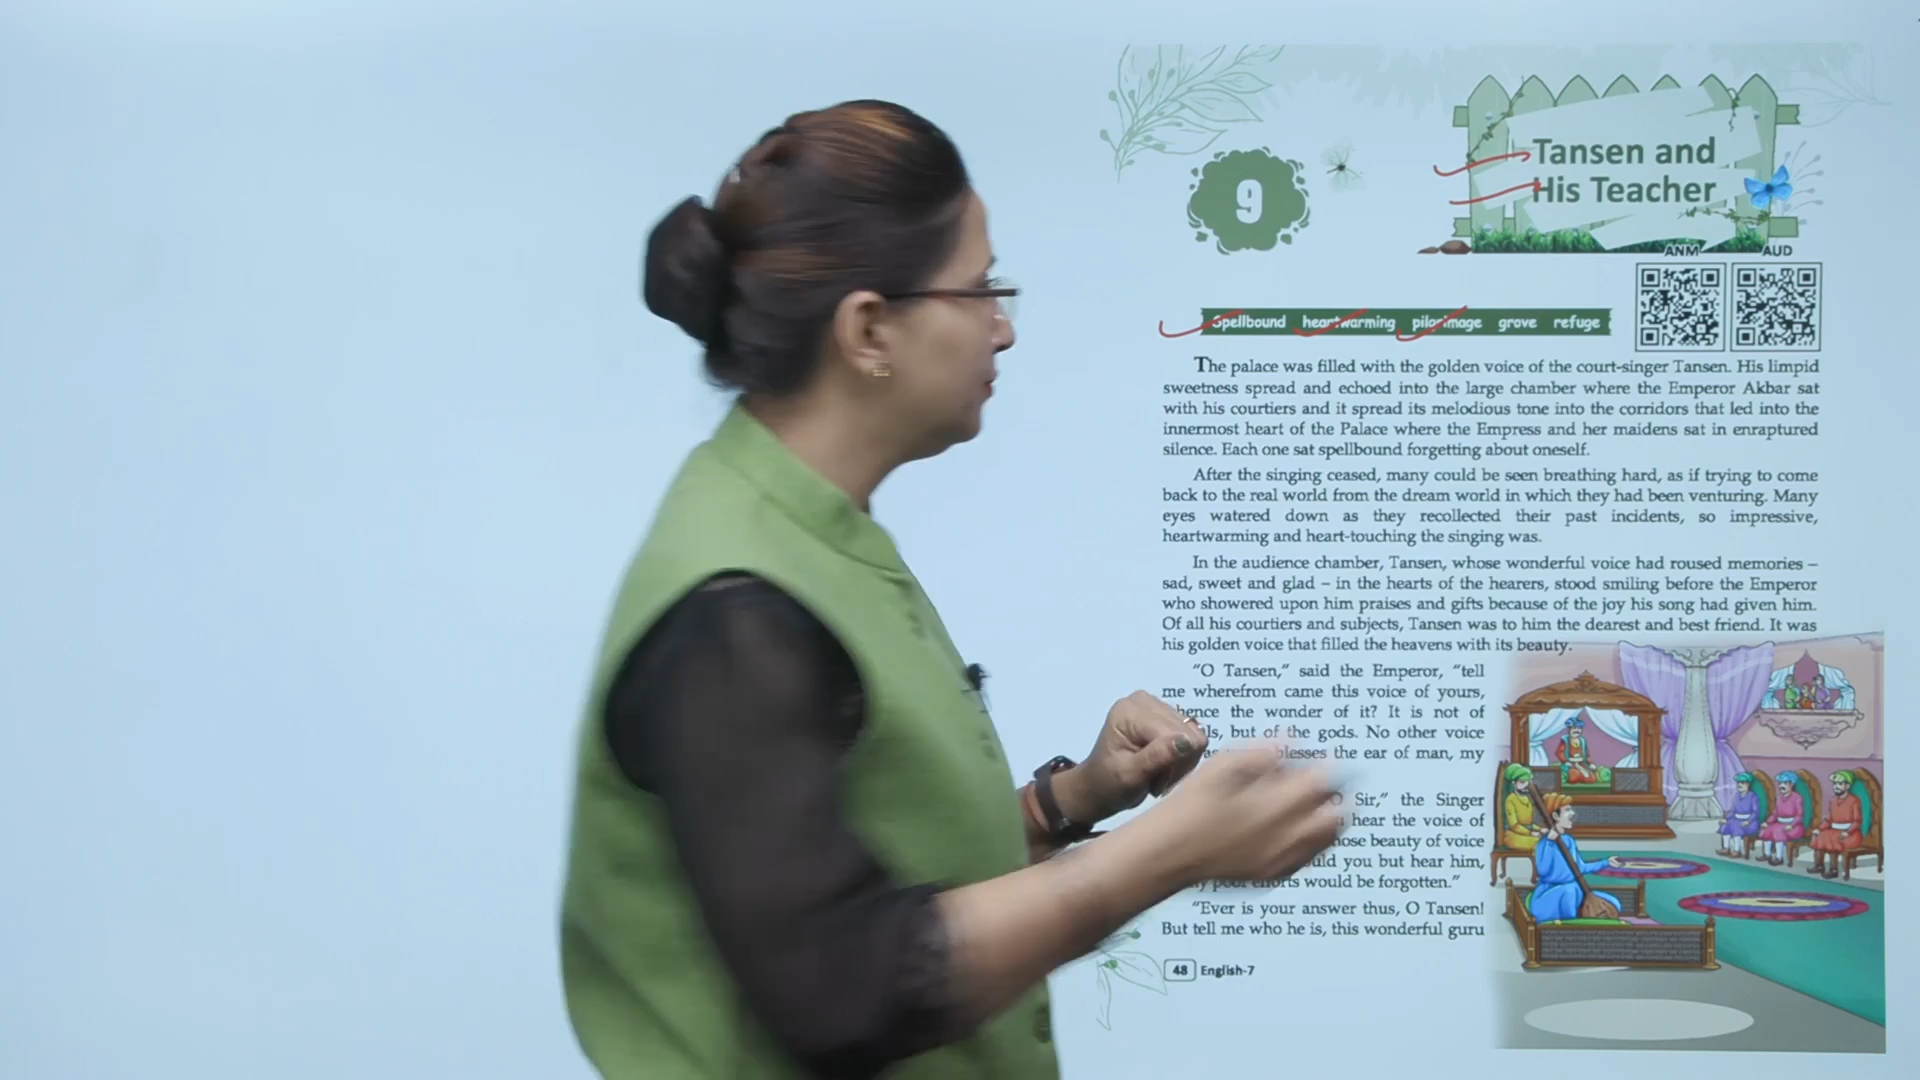 9
Tansen and
His Teacher
ANM AUD
Spellbound heartwarming pilgrimage grove refuge
The palace was filled with the golden voice of the court-singer Tansen. His limpid
sweetness spread and echoed into the large chamber where the Emperor Akbar sat
with his courtiers and it spread its melodious tone into the corridors that led into the
innermost heart of the Palace where the Empress and her maidens sat in enraptured
silence. Each one sat spellbound forgetting about oneself.
After the singing ceased, many could be seen breathing hard, as if trying to come
back to the real world from the dream world in which they had been venturing. Many
eyes watered down as they recollected their past incidents, so impressive,
heartwarming and heart-touching the singing was.
In the audience chamber, Tansen, whose wonderful voice had roused memories –
sad, sweet and glad – in the hearts of the hearers, stood smiling before the Emperor
who showered upon him praises and gifts because of the joy his song had given him.
Of all his courtiers and subjects, Tansen was to him the dearest and best friend. It was
his golden voice that filled the heavens with its beauty.
“O Tansen,” said the Emperor, “tell
me wherefrom came this voice of yours,
the wonder of it? It is not of
but of the gods. No other voice
blesses the ear of man, my
Sir,” the Singer
hear the voice of
beauty of voice
you but hear him,
poor efforts would be forgotten.”
“Ever is your answer thus, O Tansen!
But tell me who he is, this wonderful guru
48 English-7